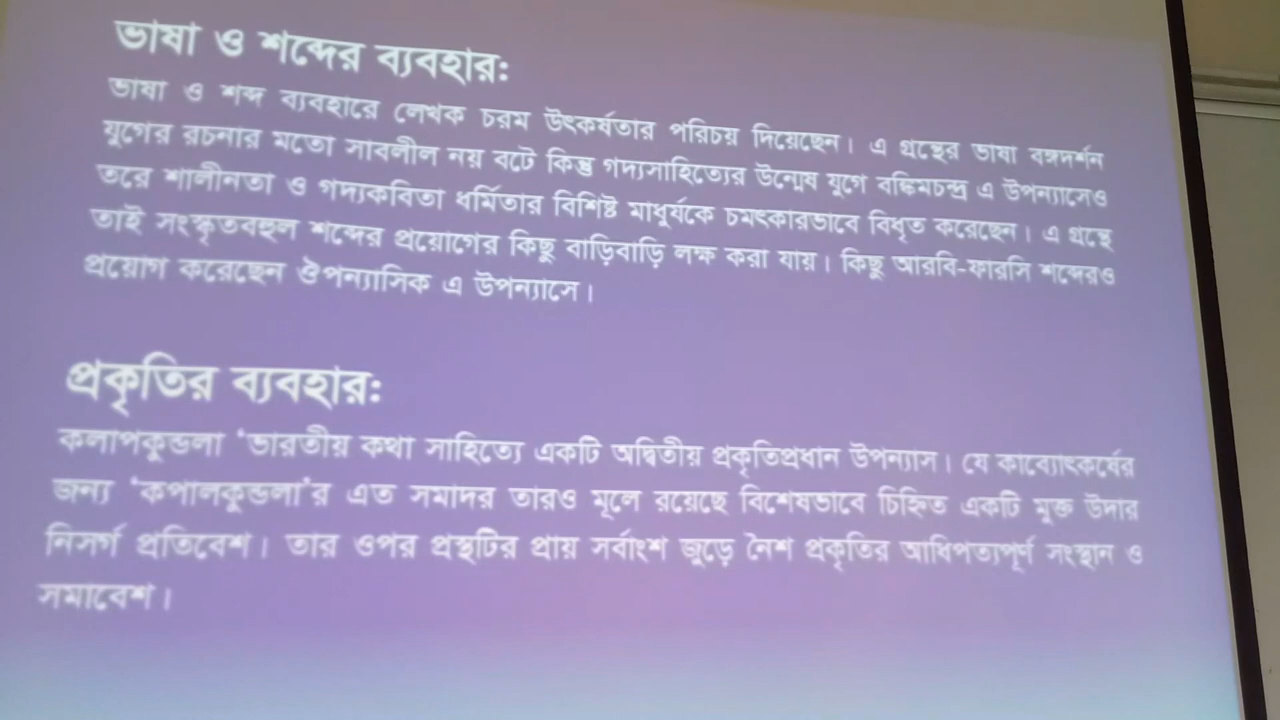 ভাষা ও শব্দের ব্যবহার:
ভাষা ও শব্দ ব্যবহারে লেখক চরম উৎকর্ষতার পরিচয় দিয়েছেন। এ গ্রন্থের ভাষা বঙ্গদর্শন
যুগের রচনার মতো সাবলীল নয় বটে কিন্তু গদ্যসাহিত্যের উন্মেষ যুগে বঙ্কিমচন্দ্র এ উপন্যাসেও
তরে শালীনতা ও গদ্যকবিতা ধর্মিতার বিশিষ্ট মাধুর্যকে চমৎকারভাবে বিধৃত করেছেন। এ গ্রন্থে
তাই সংস্কৃতবহুল শব্দের প্রয়োগের কিছু বাড়িবাড়ি লক্ষ করা যায়। কিছু আরবি-ফারসি শব্দেরও
প্রয়োগ করেছেন ঔপন্যাসিক এ উপন্যাসে।
প্রকৃতির ব্যবহার:
কলাপকুন্ডলা ‘ভারতীয় কথা সাহিত্যে একটি অদ্বিতীয় প্রকৃতিপ্রধান উপন্যাস। যে কাব্যোৎকর্ষের
জন্য ‘কপালকুন্ডলা’র এত সমাদর তারও মূলে রয়েছে বিশেষভাবে চিহ্নিত একটি মুক্ত উদার
নিসর্গ প্রতিবেশ। তার ওপর প্রস্থটির প্রায় সর্বাংশ জুড়ে নৈশ প্রকৃতির আধিপত্যপূর্ণ সংস্থান ও
সমাবেশ।